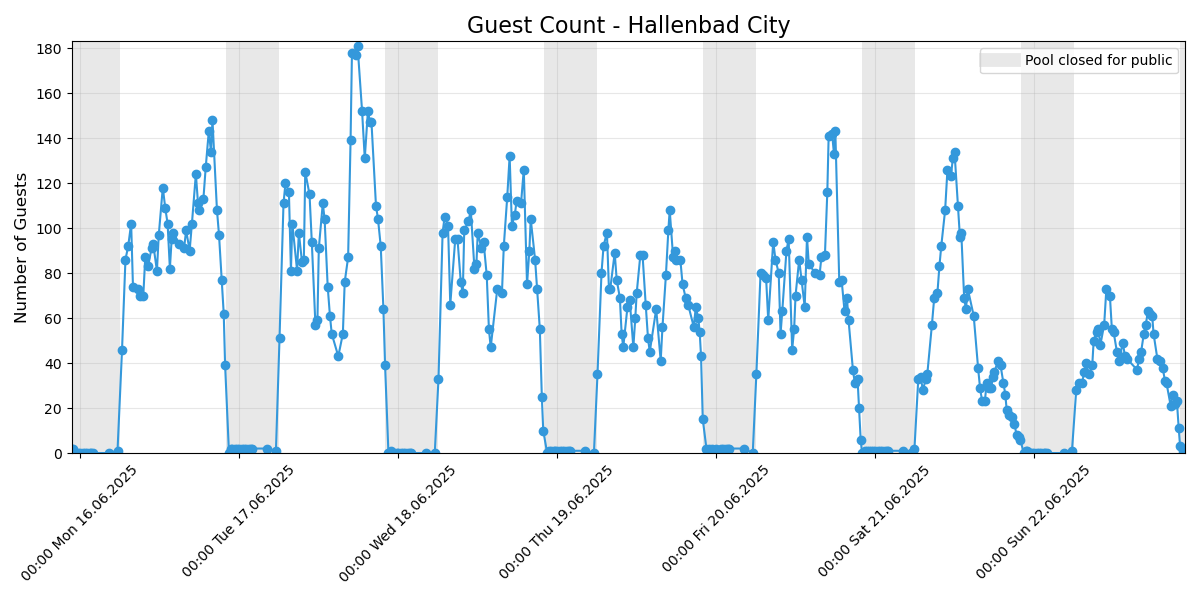 Guest Count - Hallenbad City
Pool closed for public
Number of Guests
180
160
140
120
100
80
60
40
20
0
00:00 Mon 16.06.2025
00:00 Tue 17.06.2025
00:00 Wed 18.06.2025
00:00 Thu 19.06.2025
00:00 Fri 20.06.2025
00:00 Sat 21.06.2025
00:00 Sun 22.06.2025